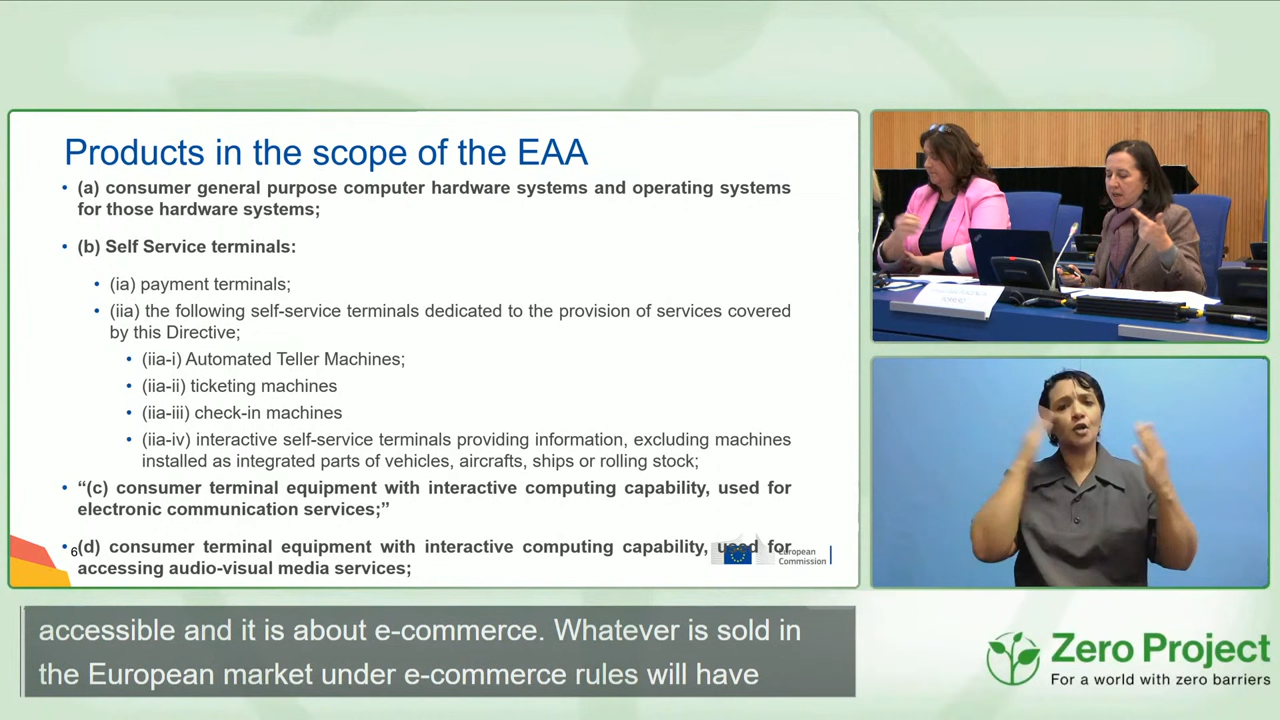 Products in the scope of the EAA
• (a) consumer general purpose computer hardware systems and operating systems
for those hardware systems;
• (b) Self Service terminals:
• (ia) payment terminals;
• (iia) the following self-service terminals dedicated to the provision of services covered
by this Directive;
• (iia-i) Automated Teller Machines;
• (iia-ii) ticketing machines
• (iia-iii) check-in machines
• (iia-iv) interactive self-service terminals providing information, excluding machines
installed as integrated parts of vehicles, aircrafts, ships or rolling stock;
• “(c) consumer terminal equipment with interactive computing capability, used for
electronic communication services;”
• (d) consumer terminal equipment with interactive computing capability, used for
accessing audio-visual media services;
6
European
Commission
accessible and it is about e-commerce. Whatever is sold in
the European market under e-commerce rules will have
Zero Project
For a world with zero barriers